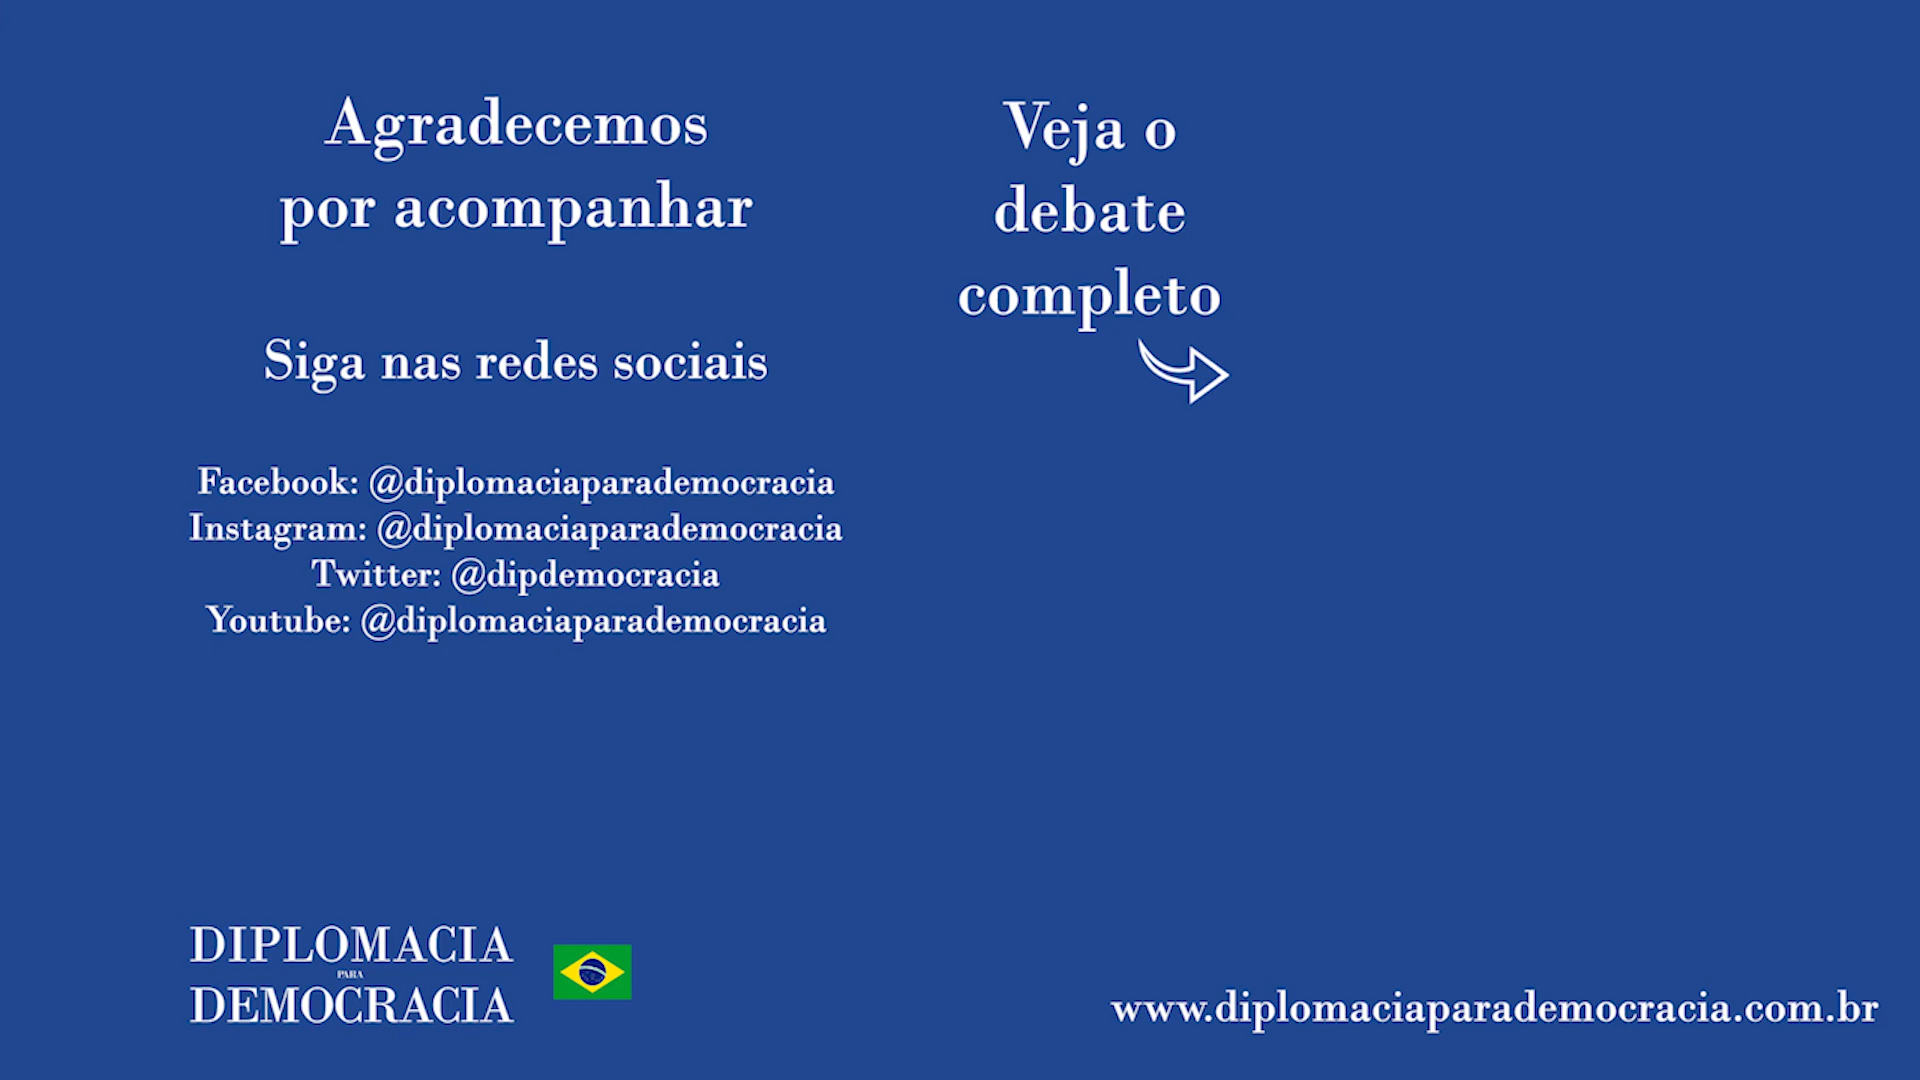 Agradecemos
por acompanhar
Siga nas redes sociais
Facebook: @diplomaciaparademocracia
Instagram: @diplomaciaparademocracia
Twitter: @dipdemocracia
Youtube: @diplomaciaparademocracia
Veja o
debate
completo
DIPLOMACIA
PARA
DEMOCRACIA
www.diplomaciaparademocracia.com.br